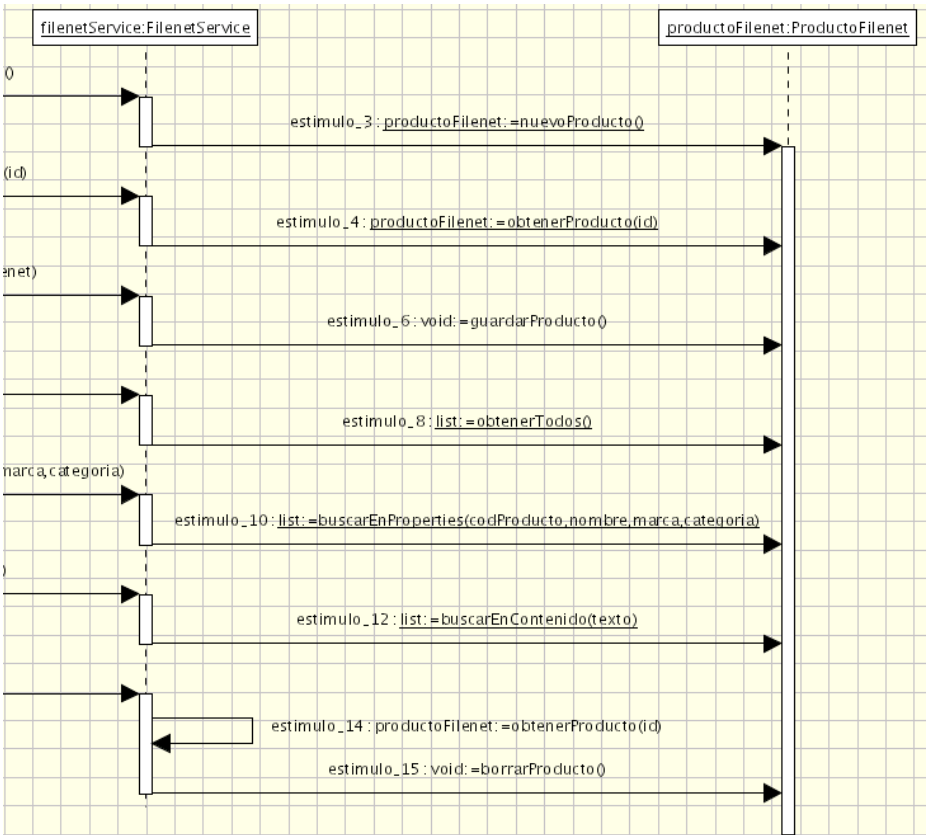 filenetService:FilenetService
productoFilenet:ProductoFilenet
()
estimulo_3 : productoFilenet:=nuevoProducto()
(id)
estimulo_4 : productoFilenet:=obtenerProducto(id)
enet)
estimulo_6 : void:=guardarProducto()
estimulo_8 : list:=obtenerTodos()
marca,categoria)
estimulo_10 : list:=buscarEnProperties(codProducto,nombre,marca,categoria)
)
estimulo_12 : list:=buscarEnContenido(texto)
estimulo_14 : productoFilenet:=obtenerProducto(id)
estimulo_15 : void:=borrarProducto()